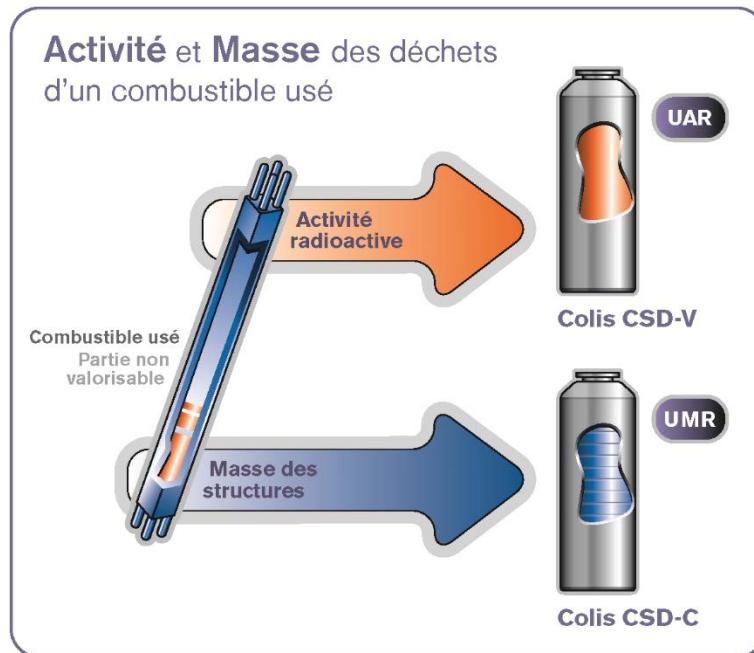 Activité et Masse des déchets
d'un combustible usé
UAR
Activité
radioactive
Colis CSD-V
Combustible usé
Partie non
valorisable
UMR
Masse des
structures
Colis CSD-C